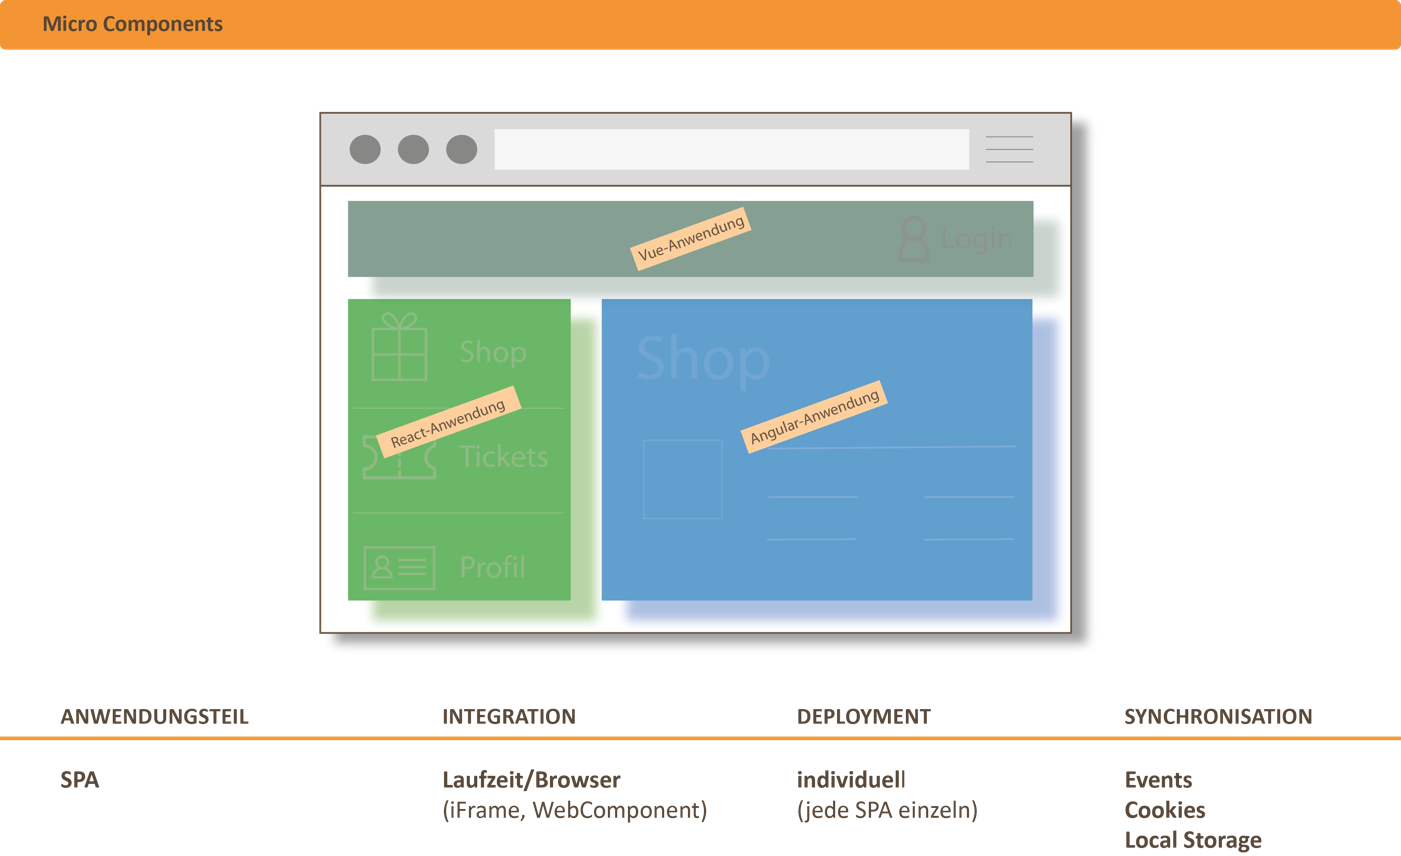 Micro Components
Vue-Anwendung
Login
Shop
React-Anwendung
Tickets
Profil
Shop
Angular-Anwendung
ANWENDUNGSTEIL
INTEGRATION
DEPLOYMENT
SYNCHRONISATION
SPA
Laufzeit/Browser
(iFrame, WebComponent)
individuell
(jede SPA einzeln)
Events
Cookies
Local Storage